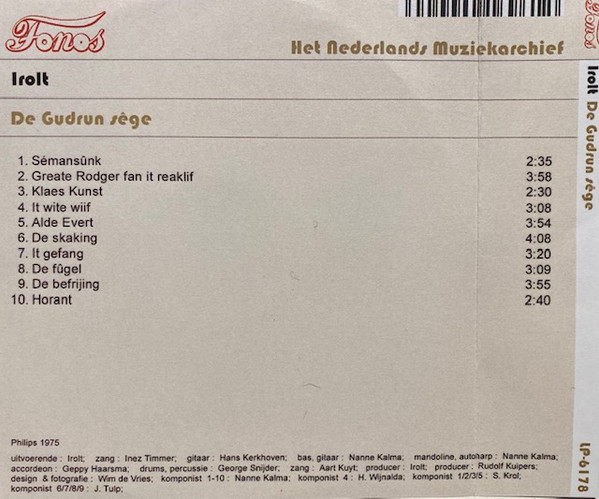 Fonos
Het Nederlands Muziekarchief
Irolt
De Gudrun sêge
1. Sémansûnk 2:35
2. Greate Rodger fan it reaklif 3:58
3. Klaes Kunst 2:30
4. It wite wiif 3:08
5. Alde Evert 3:54
6. De skaking 4:08
7. It gefang 3:20
8. De fûgel 3:09
9. De befrijing 3:55
10. Horant 2:40
Philips 1975
uitvoerende : Irolt; zang : Inez Timmer; gitaar : Hans Kerkhoven; bas, gitaar : Nanne Kalma; mandoline, autoharp : Nanne Kalma;
accordeon : Geppy Haarsma; drums, percussie : George Snijder; zang : Aart Kuyt; producer : Irolt; producer : Rudolf Kuipers;
design & fotografie : Wim de Vries; komponist 1-10 : Nanne Kalma; komponist 4 : H. Wijnalda; komponist 1/2/3/5 : S. Krol;
komponist 6/7/8/9 : J. Tulp;
Fonos
Irolt De Gudrun sêge
LP-6178